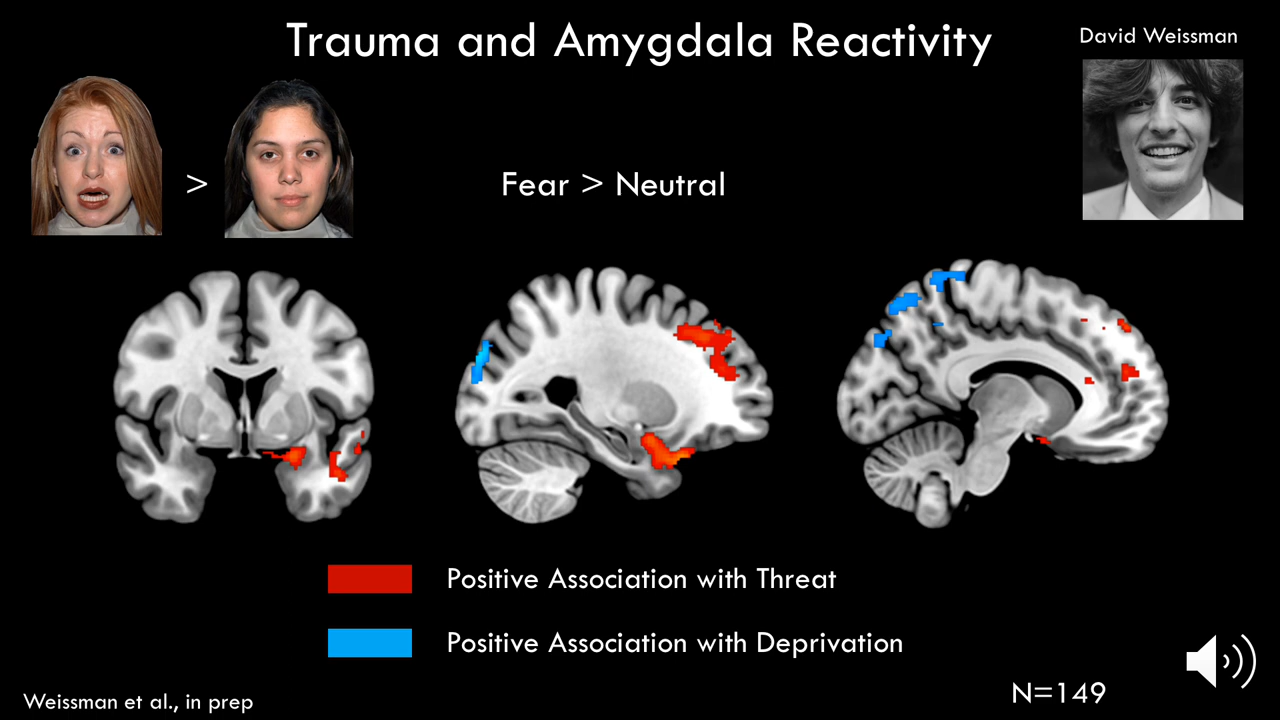 Trauma and Amygdala Reactivity
David Weissman
>
Fear > Neutral
Positive Association with Threat
Positive Association with Deprivation
N=149
Weissman et al., in prep